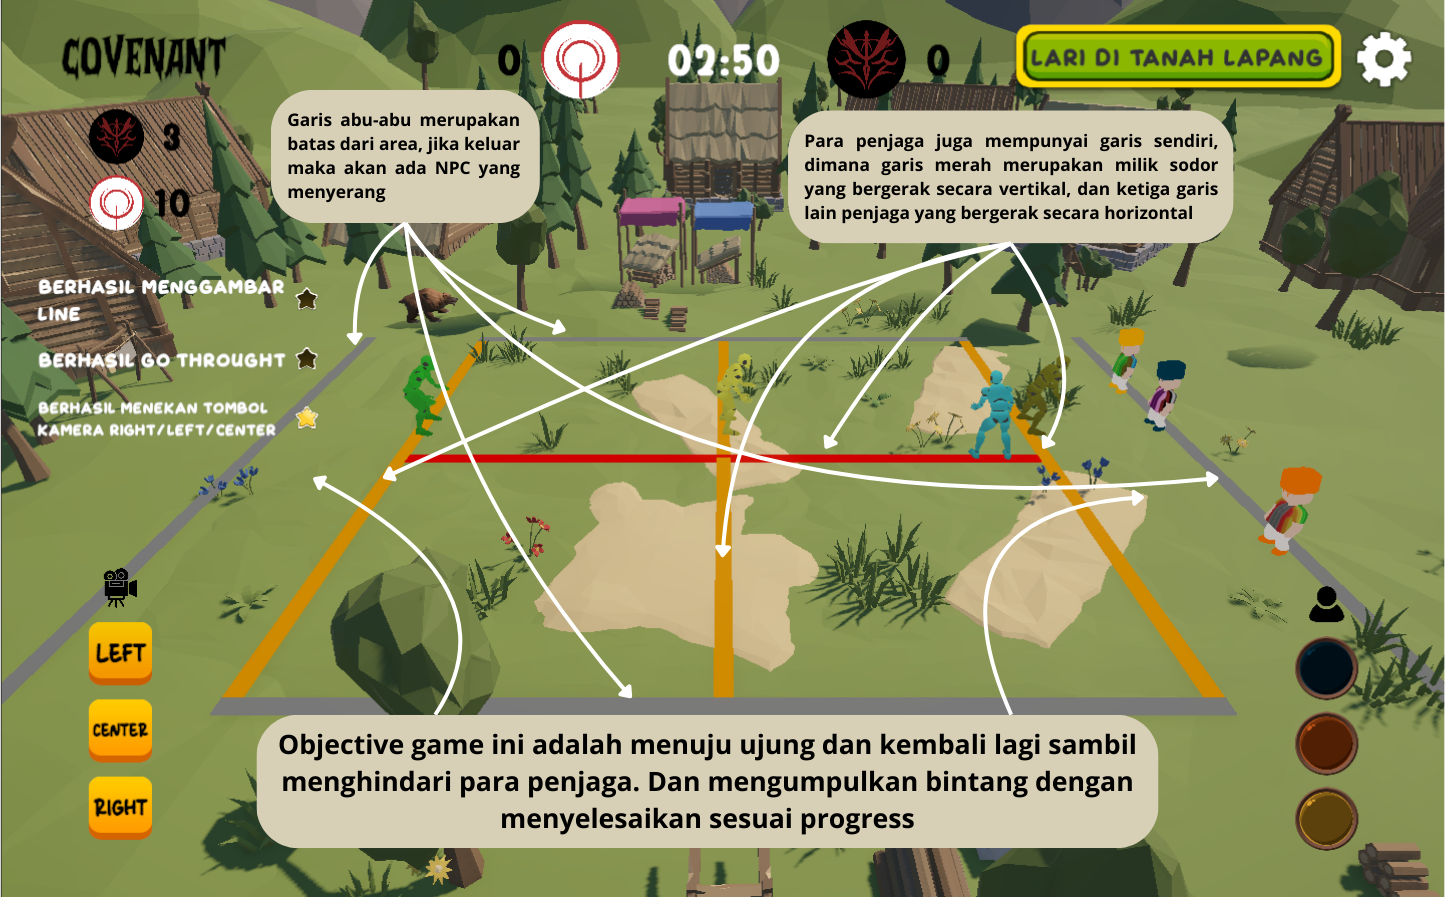 COVENANT
0
02:50
0
LARI DI TANAH LAPANG
3
10
Garis abu-abu merupakan
batas dari area, jika keluar
maka akan ada NPC yang
menyerang
Para penjaga juga mempunyai garis sendiri,
dimana garis merah merupakan milik sodor
yang bergerak secara vertikal, dan ketiga garis
lain penjaga yang bergerak secara horizontal
BERHASIL MENGGAMBAR
LINE
BERHASIL GO THROUGHT
BERHASIL MENEKAN TOMBOL
KAMERA RIGHT/LEFT/CENTER
LEFT
CENTER
RIGHT
Objective game ini adalah menuju ujung dan kembali lagi sambil
menghindari para penjaga. Dan mengumpulkan bintang dengan
menyelesaikan sesuai progress